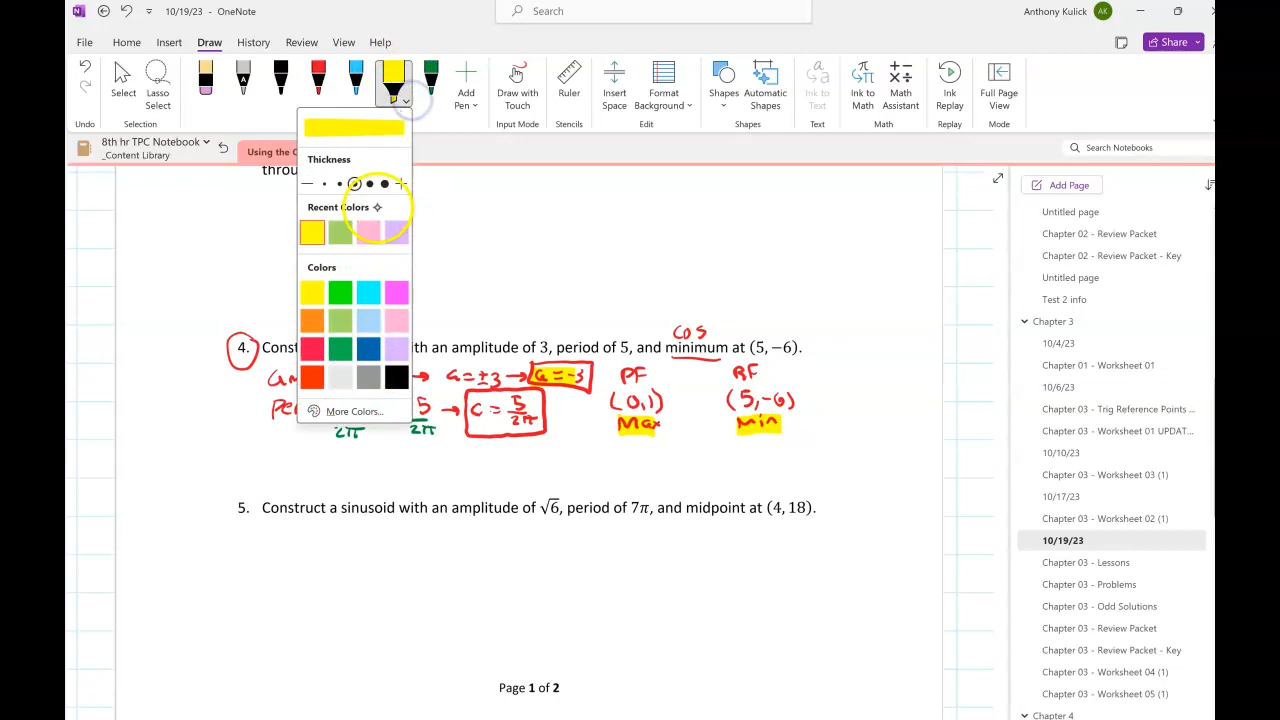 10/19/23 - OneNote
Search
Anthony Kulick
AK
File Home Insert Draw History Review View Help
Share
Undo
Select
Lasso Select
Add Pen
Draw with Touch
Ruler
Insert Space
Format Background
Shapes
Automatic Shapes
Ink to Text
Ink to Math
Math Assistant
Ink Replay
Full Page View
Undo Selection Input Mode Stencils Edit Shapes Text Math Replay Mode
8th hr TPC Notebook
_Content Library
Using the C
Search Notebooks
Thickness
Recent Colors
Colors
More Colors...
throu
cos
4. Const
th an amplitude of 3, period of 5, and minimum at (5, −6).
→ a = ±3 → a = -3 PF RF
5 → c = 5/2π (0,1) (5,-6)
2π 2π Max Min
5. Construct a sinusoid with an amplitude of √6, period of 7π, and midpoint at (4, 18).
Page 1 of 2
Add Page
Untitled page
Chapter 02 - Review Packet
Chapter 02 - Review Packet - Key
Untitled page
Test 2 info
Chapter 3
10/4/23
Chapter 01 - Worksheet 01
10/6/23
Chapter 03 - Trig Reference Points ...
Chapter 03 - Worksheet 01 UPDAT...
10/10/23
Chapter 03 - Worksheet 03 (1)
10/17/23
Chapter 03 - Worksheet 02 (1)
10/19/23
Chapter 03 - Lessons
Chapter 03 - Problems
Chapter 03 - Odd Solutions
Chapter 03 - Review Packet
Chapter 03 - Review Packet - Key
Chapter 03 - Worksheet 04 (1)
Chapter 03 - Worksheet 05 (1)
Chapter 4